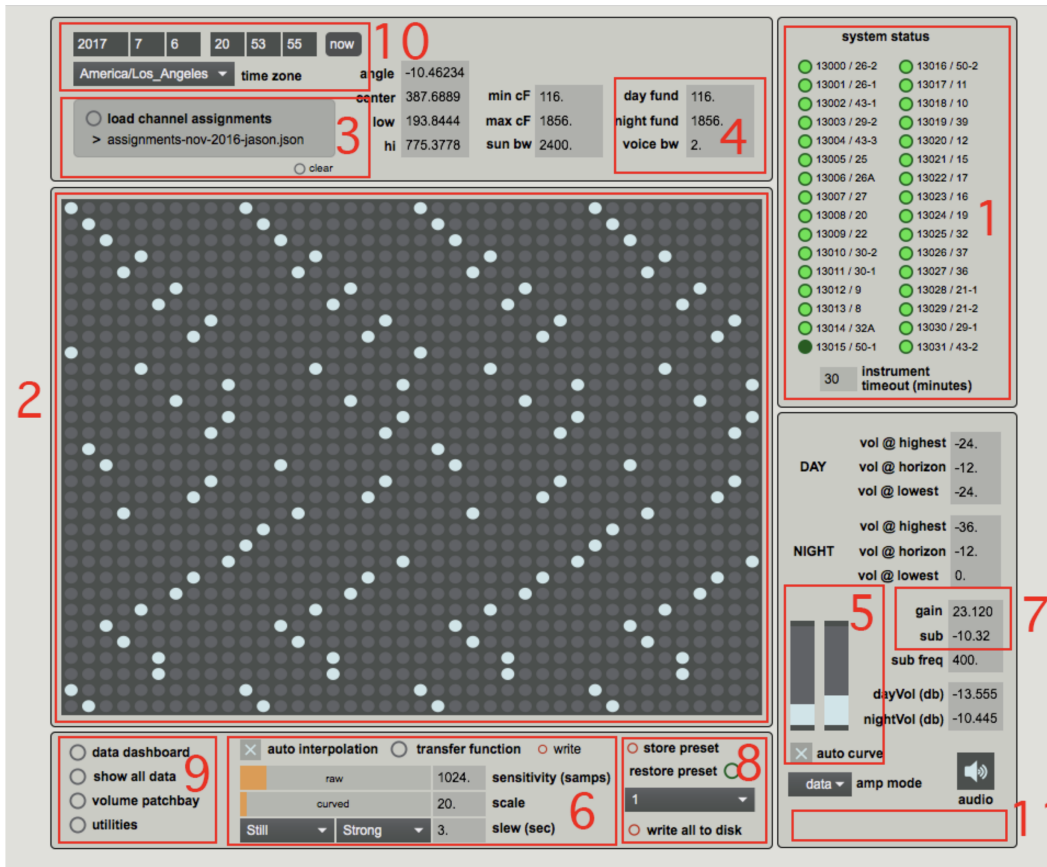 2017 7 6 20 53 55 now 10
America/Los_Angeles time zone
angle -10.46234
center 387.6889
low 193.8444
hi 775.3778
load channel assignments
> assignments-nov-2016-jason.json
3
clear
min cF 116.
max cF 1856.
sun bw 2400.
day fund 116.
night fund 1856.
voice bw 2.
4
system status
13000 / 26-2 13016 / 50-2
13001 / 26-1 13017 / 11
13002 / 43-1 13018 / 10
13003 / 29-2 13019 / 39
13004 / 43-3 13020 / 12
13005 / 25 13021 / 15
13006 / 26A 13022 / 17
13007 / 27 13023 / 16
13008 / 20 13024 / 19
13009 / 22 13025 / 32
13010 / 30-2 13026 / 37
13011 / 30-1 13027 / 36
13012 / 9 13028 / 21-1
13013 / 8 13029 / 21-2
13014 / 32A 13030 / 29-1
13015 / 50-1 13031 / 43-2
1
30 instrument
timeout (minutes)
2
DAY
vol @ highest -24.
vol @ horizon -12.
vol @ lowest -24.
NIGHT
vol @ highest -36.
vol @ horizon -12.
vol @ lowest 0.
5
gain 23.120
sub -10.32
7
sub freq 400.
dayVol (db) -13.555
nightVol (db) -10.445
auto curve
data amp mode
audio
11
data dashboard
show all data
volume patchbay
utilities
9
auto interpolation transfer function write
raw 1024. sensitivity (samps)
curved 20. scale
Still Strong 3. slew (sec)
6
store preset
restore preset
8
1
write all to disk